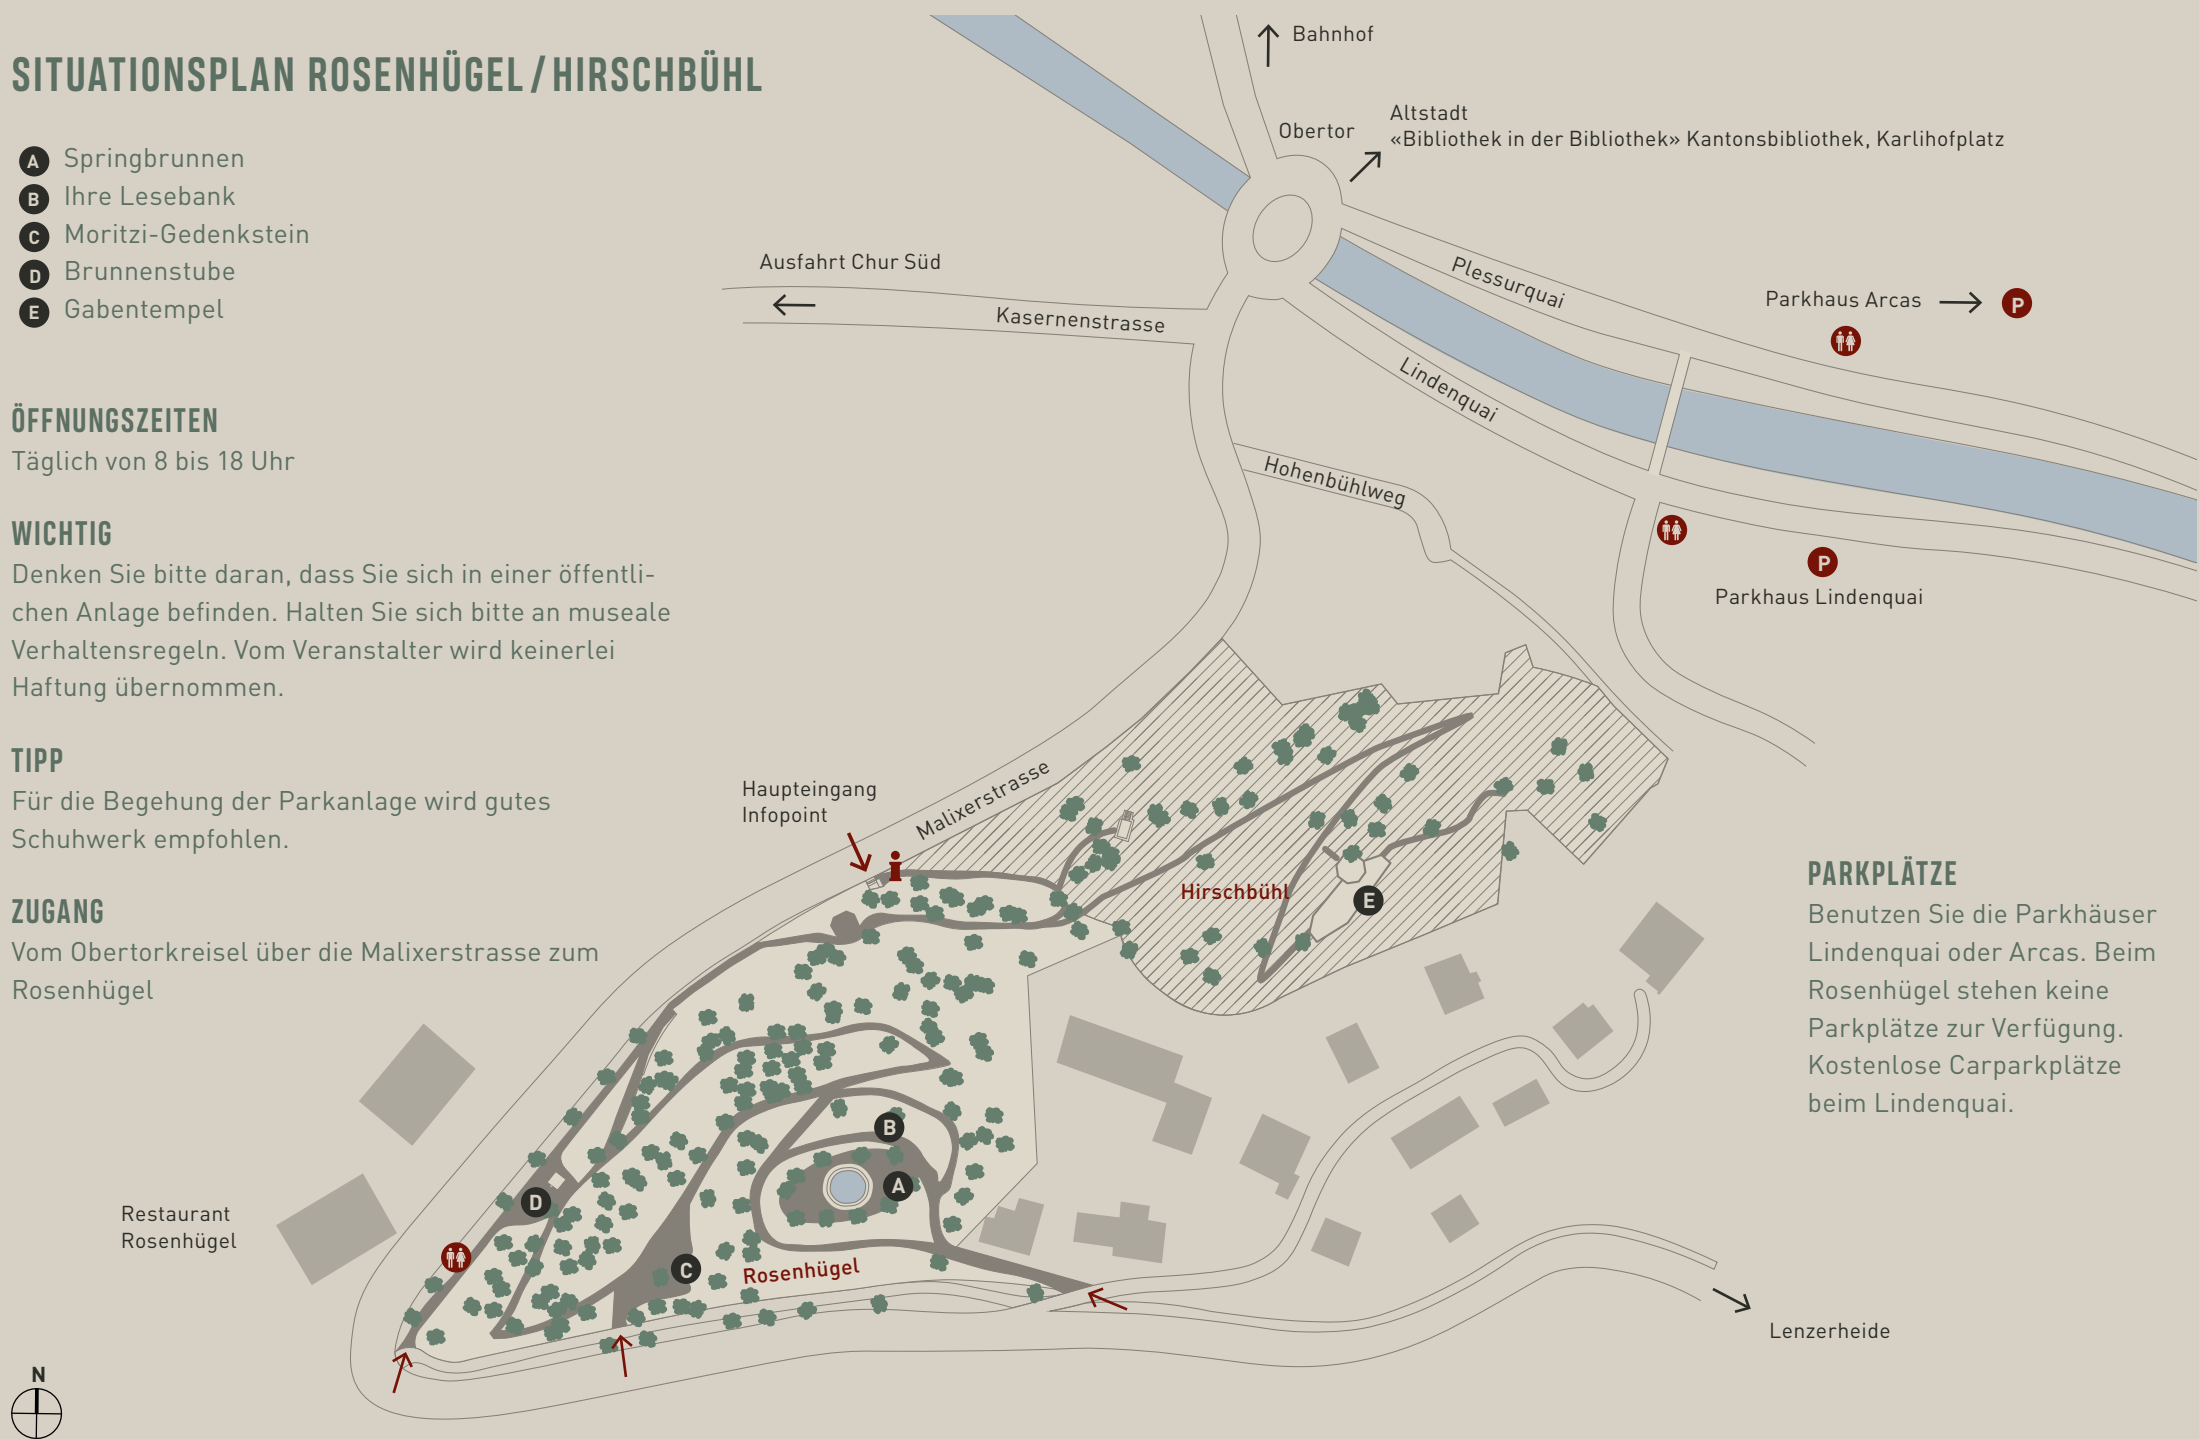 SITUATIONSPLAN ROSENHÜGEL / HIRSCHBÜHL
A Springbrunnen
B Ihre Lesebank
C Moritzi-Gedenkstein
D Brunnenstube
E Gabentempel
ÖFFNUNGSZEITEN
Täglich von 8 bis 18 Uhr
WICHTIG
Denken Sie bitte daran, dass Sie sich in einer öffentli-
chen Anlage befinden. Halten Sie sich bitte an museale
Verhaltensregeln. Vom Veranstalter wird keinerlei
Haftung übernommen.
TIPP
Für die Begehung der Parkanlage wird gutes
Schuhwerk empfohlen.
ZUGANG
Vom Obertorkreisel über die Malixerstrasse zum
Rosenhügel
Bahnhof
Obertor
Altstadt
«Bibliothek in der Bibliothek» Kantonsbibliothek, Karlihofplatz
Ausfahrt Chur Süd
Kasernenstrasse
Plessurquai
Parkhaus Arcas
P
Lindenquai
Hohenbühlweg
P
Parkhaus Lindenquai
Haupteingang
Infopoint
Malixerstrasse
Hirschbühl
E
B
A
D
C
Rosenhügel
Restaurant
Rosenhügel
Lenzerheide
N
PARKPLÄTZE
Benutzen Sie die Parkhäuser
Lindenquai oder Arcas. Beim
Rosenhügel stehen keine
Parkplätze zur Verfügung.
Kostenlose Carparkplätze
beim Lindenquai.